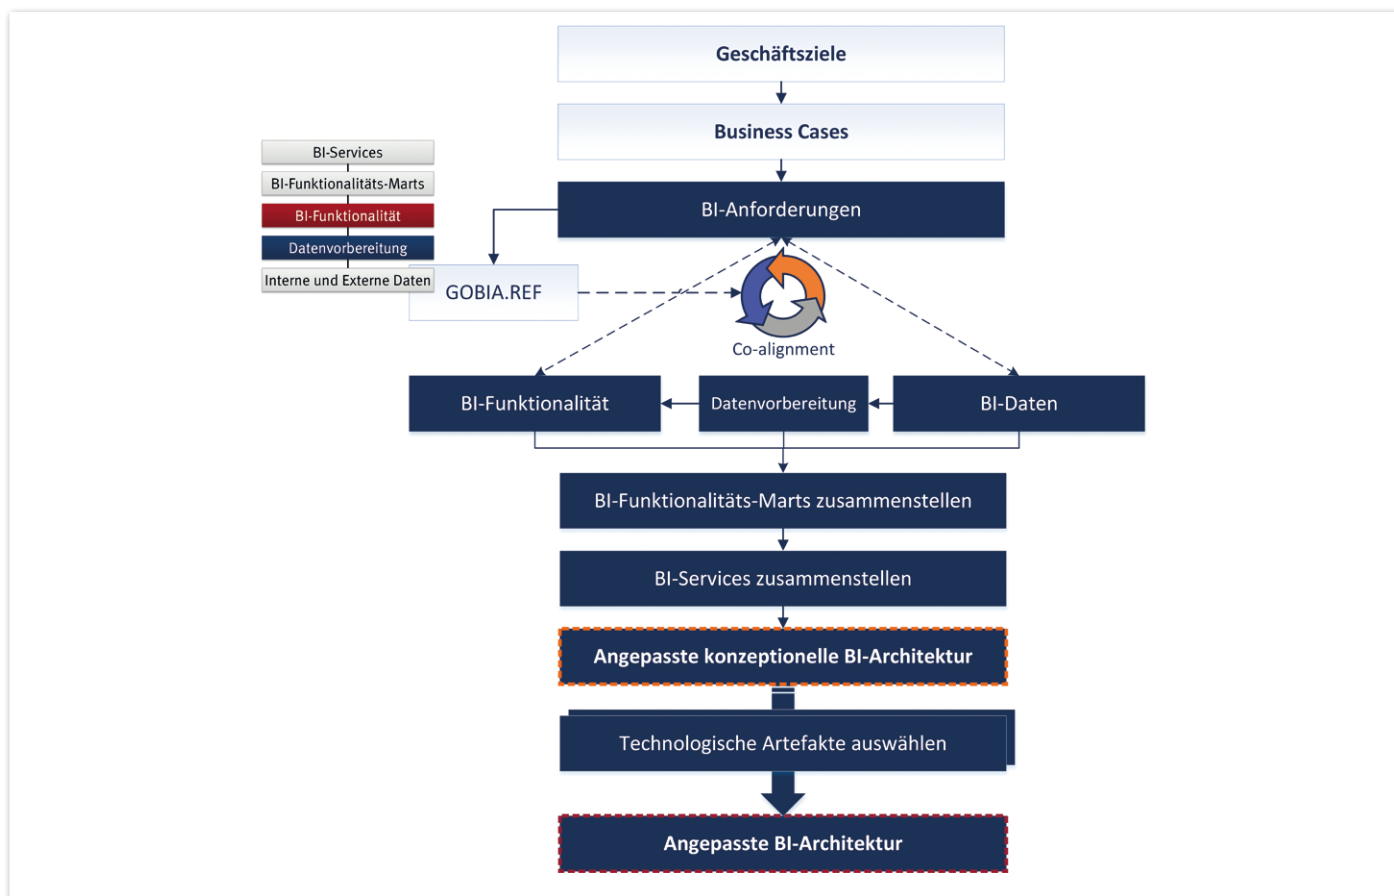 Geschäftsziele
Business Cases
BI-Services
BI-Funktionalitäts-Marts
BI-Funktionalität
Datenvorbereitung
Interne und Externe Daten
BI-Anforderungen
GOBIA.REF
Co-alignment
BI-Funktionalität
Datenvorbereitung
BI-Daten
BI-Funktionalitäts-Marts zusammenstellen
BI-Services zusammenstellen
Angepasste konzeptionelle BI-Architektur
Technologische Artefakte auswählen
Angepasste BI-Architektur